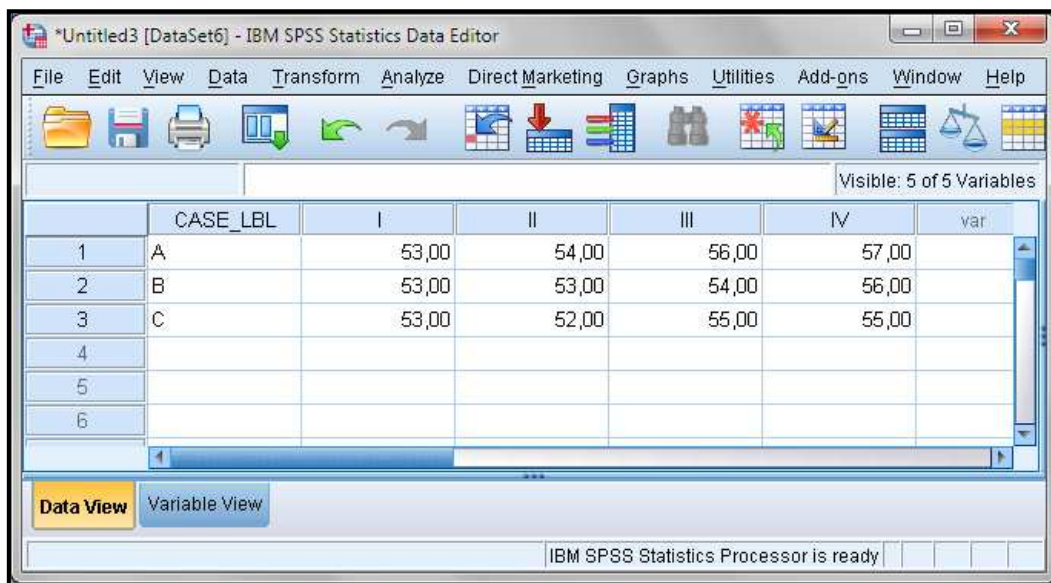 *Untitled3 [DataSet6] - IBM SPSS Statistics Data Editor
File Edit View Data Transform Analyze Direct Marketing Graphs Utilities Add-ons Window Help
Visible: 5 of 5 Variables
CASE_LBL I II III IV var
1 A 53,00 54,00 56,00 57,00
2 B 53,00 53,00 54,00 56,00
3 C 53,00 52,00 55,00 55,00
4
5
6
Data View Variable View
IBM SPSS Statistics Processor is ready